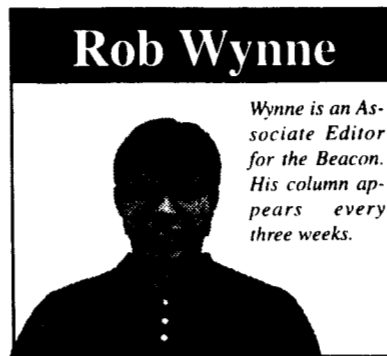 Rob Wynne
Wynne is an As-
sociate Editor
for the Beacon.
His column ap-
pears every
three weeks.